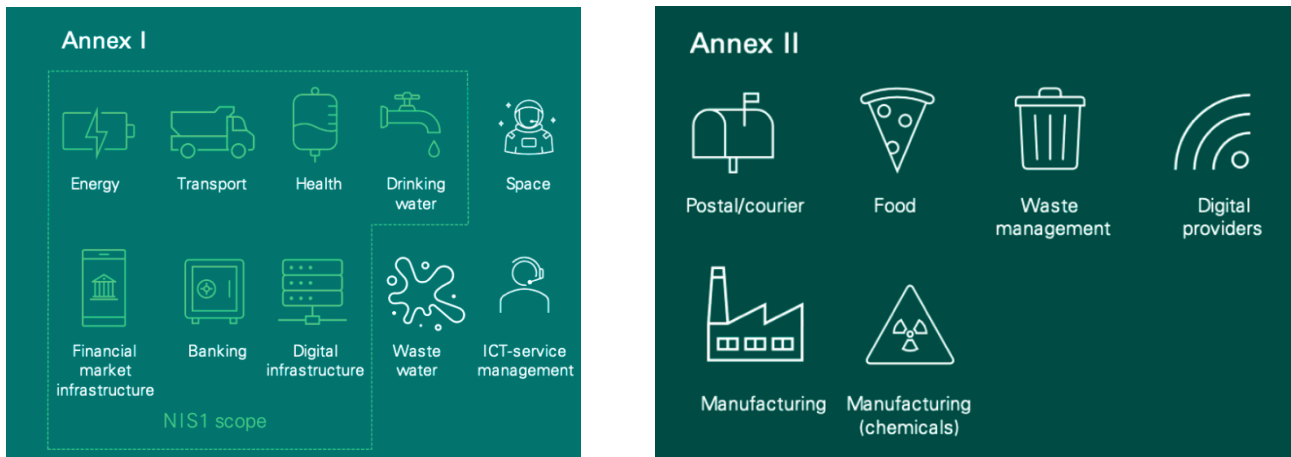 Annex I
Energy
Transport
Health
Drinking
water
Space
Financial
market
infrastructure
Banking
Digital
infrastructure
Waste
water
ICT-service
management
NIS1 scope
Annex II
Postal/courier
Food
Waste
management
Digital
providers
Manufacturing
Manufacturing
(chemicals)